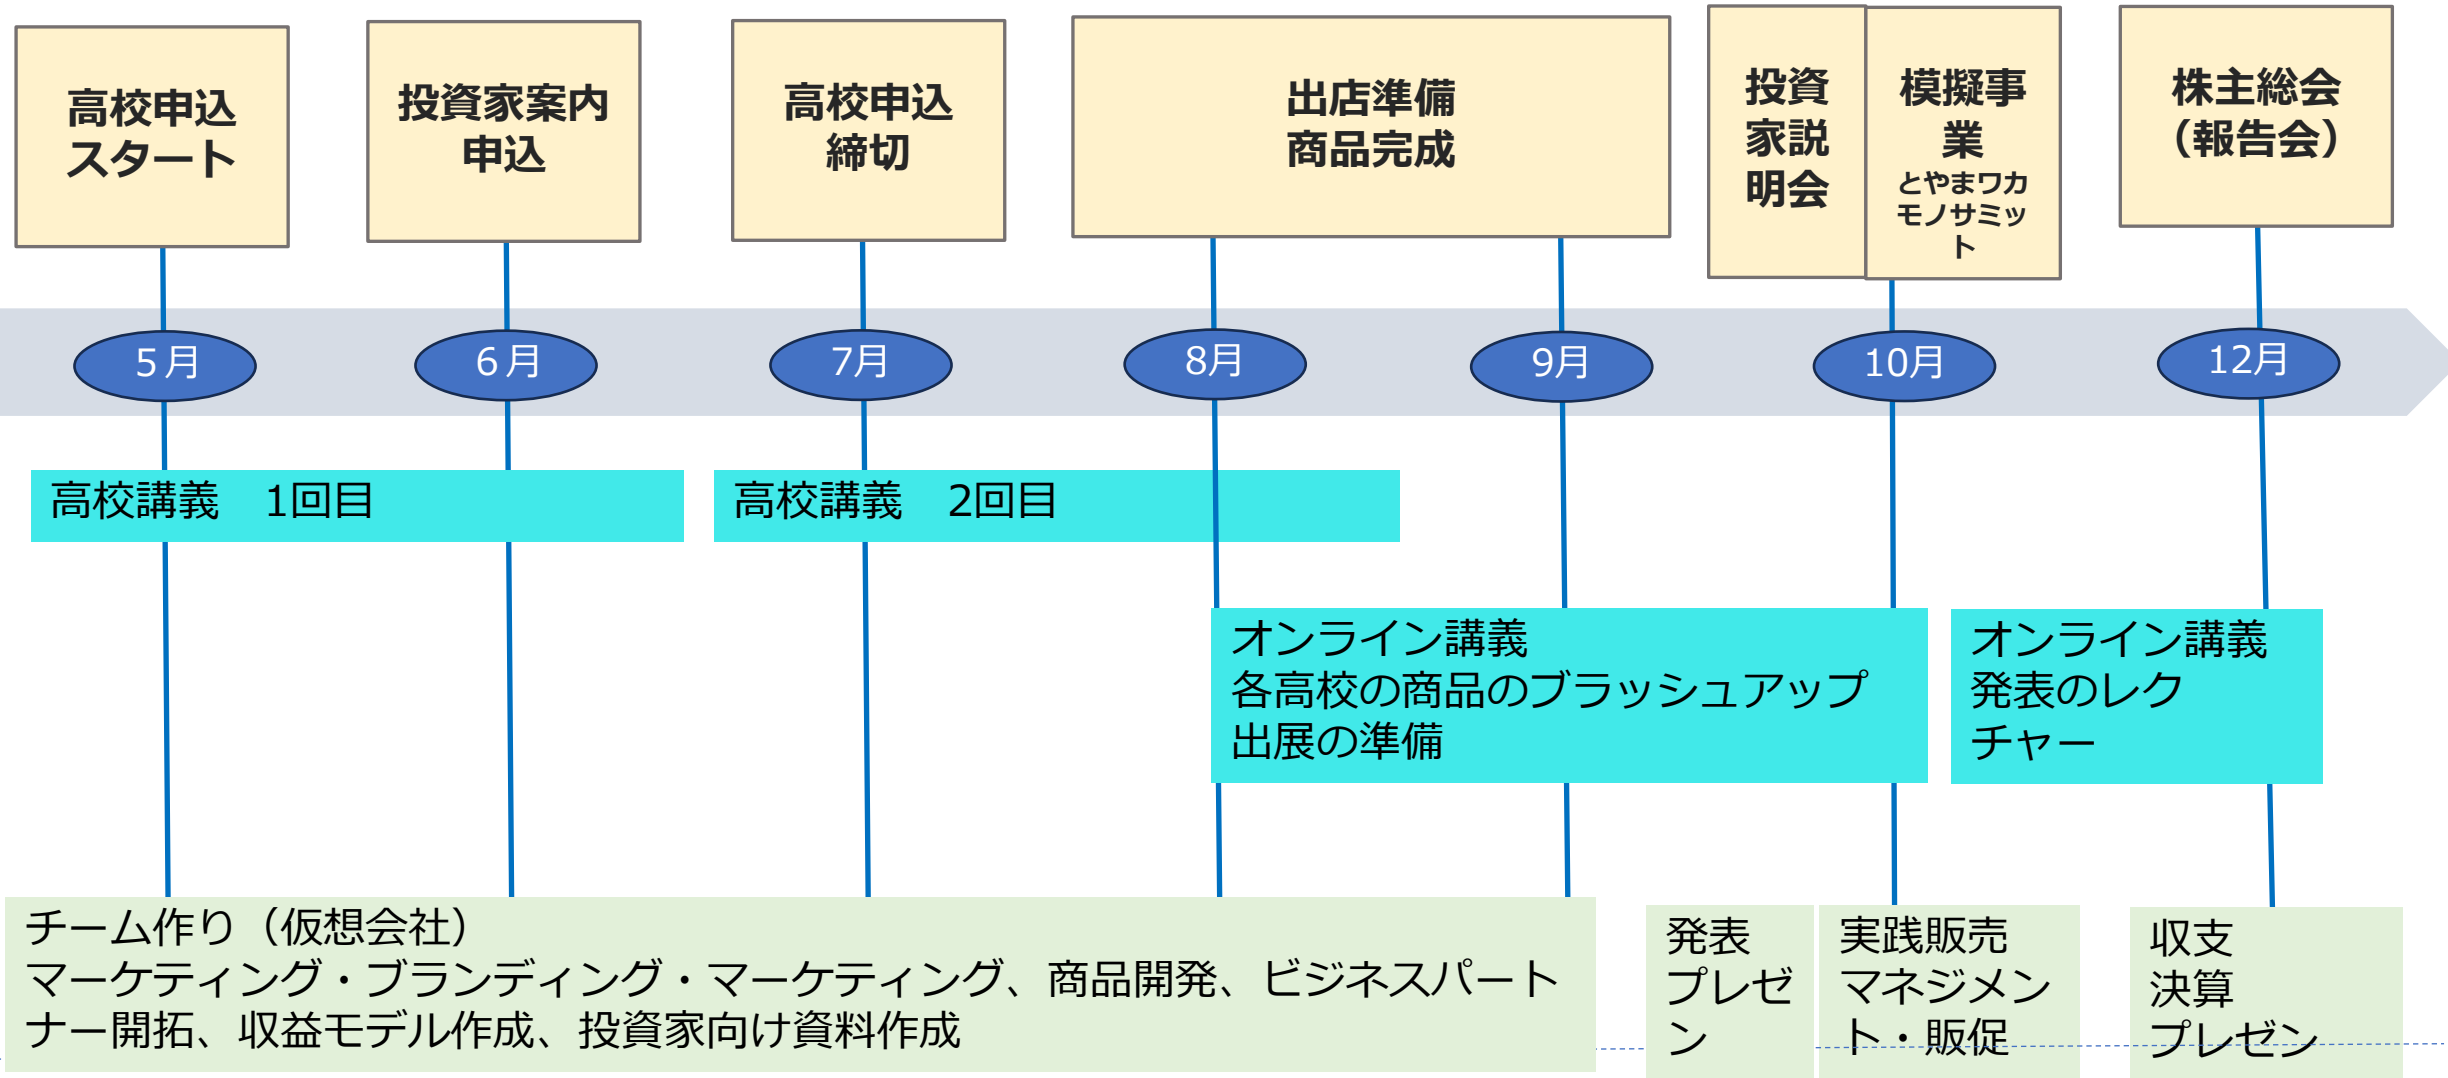 高校申込
スタート
投資家案内
申込
高校申込
締切
出店準備
商品完成
投資
家説
明会
模擬事
業
とやまワカ
モノサミッ
ト
株主総会
（報告会）
５月
６月
7月
8月
9月
10月
12月
高校講義　1回目
高校講義　2回目
オンライン講義
各高校の商品のブラッシュアップ
出展の準備
オンライン講義
発表のレク
チャー
チーム作り（仮想会社）
マーケティング・ブランディング・マーケティング、商品開発、ビジネスパート
ナー開拓、収益モデル作成、投資家向け資料作成
発表
プレゼ
ン
実践販売
マネジメン
ト・販促
収支
決算
プレゼン